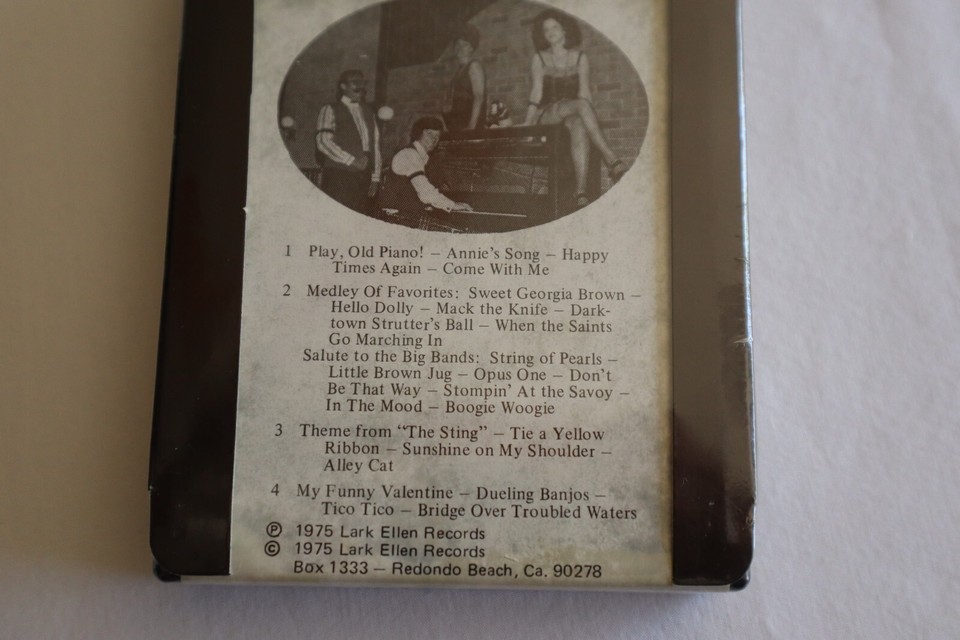 1 Play, Old Piano! – Annie's Song – Happy
Times Again – Come With Me
2 Medley Of Favorites: Sweet Georgia Brown –
Hello Dolly – Mack the Knife – Dark-
town Strutter's Ball – When the Saints
Go Marching In
Salute to the Big Bands: String of Pearls –
Little Brown Jug – Opus One – Don't
Be That Way – Stompin' At the Savoy –
In The Mood – Boogie Woogie
3 Theme from "The Sting" – Tie a Yellow
Ribbon – Sunshine on My Shoulder –
Alley Cat
4 My Funny Valentine – Dueling Banjos –
Tico Tico – Bridge Over Troubled Waters
℗ 1975 Lark Ellen Records
© 1975 Lark Ellen Records
Box 1333 – Redondo Beach, Ca. 90278